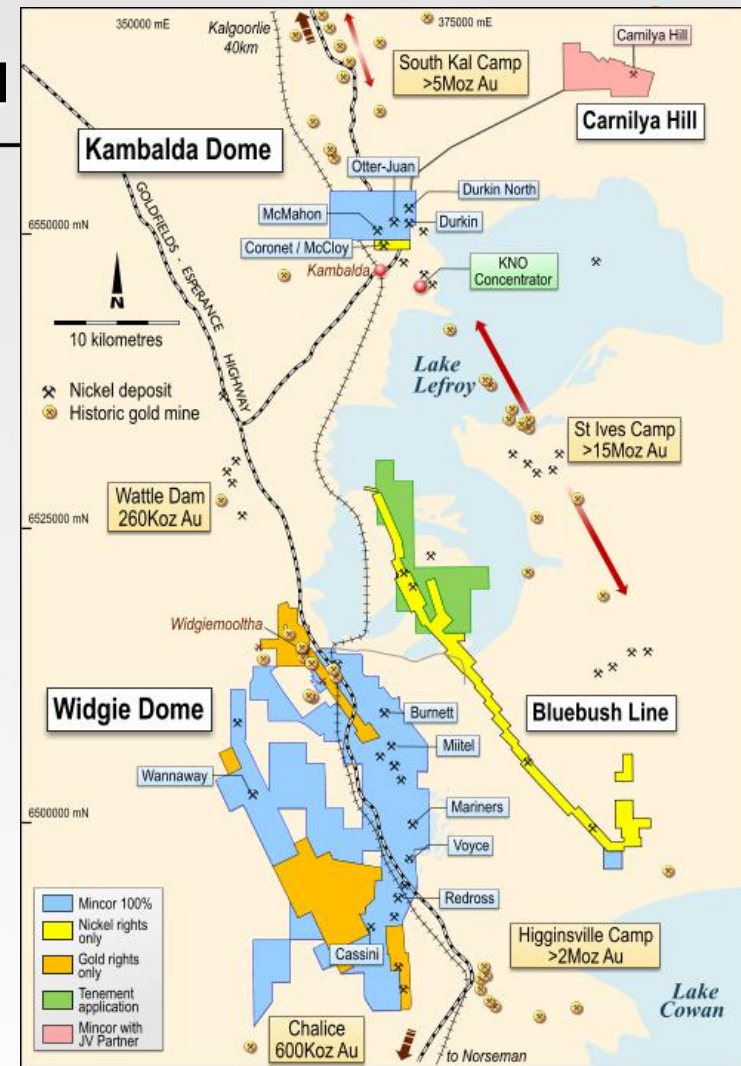 350000 mE
375000 mE
Kalgoorlie
40km
South Kal Camp
>5Moz Au
Carnilya Hill
Carnilya Hill
Kambalda Dome
Otter-Juan
Durkin North
McMahon
Durkin
6550000 mN
Coronet / McCloy
Kambalda
KNO
Concentrator
GOLDFIELDS - ESPERANCE HIGHWAY
N
10 kilometres
Lake
Lefroy
Nickel deposit
Historic gold mine
St Ives Camp
>15Moz Au
Wattle Dam
260Koz Au
6525000 mN
Widgiemooltha
Widgie Dome
Burnett
Bluebush Line
Miitel
Wannaway
6500000 mN
Mariners
Voyce
Redross
Mincor 100%
Nickel rights
only
Gold rights
only
Tenement
application
Mincor with
JV Partner
Higginsville Camp
>2Moz Au
Cassini
Lake
Cowan
Chalice
600Koz Au
to Norseman